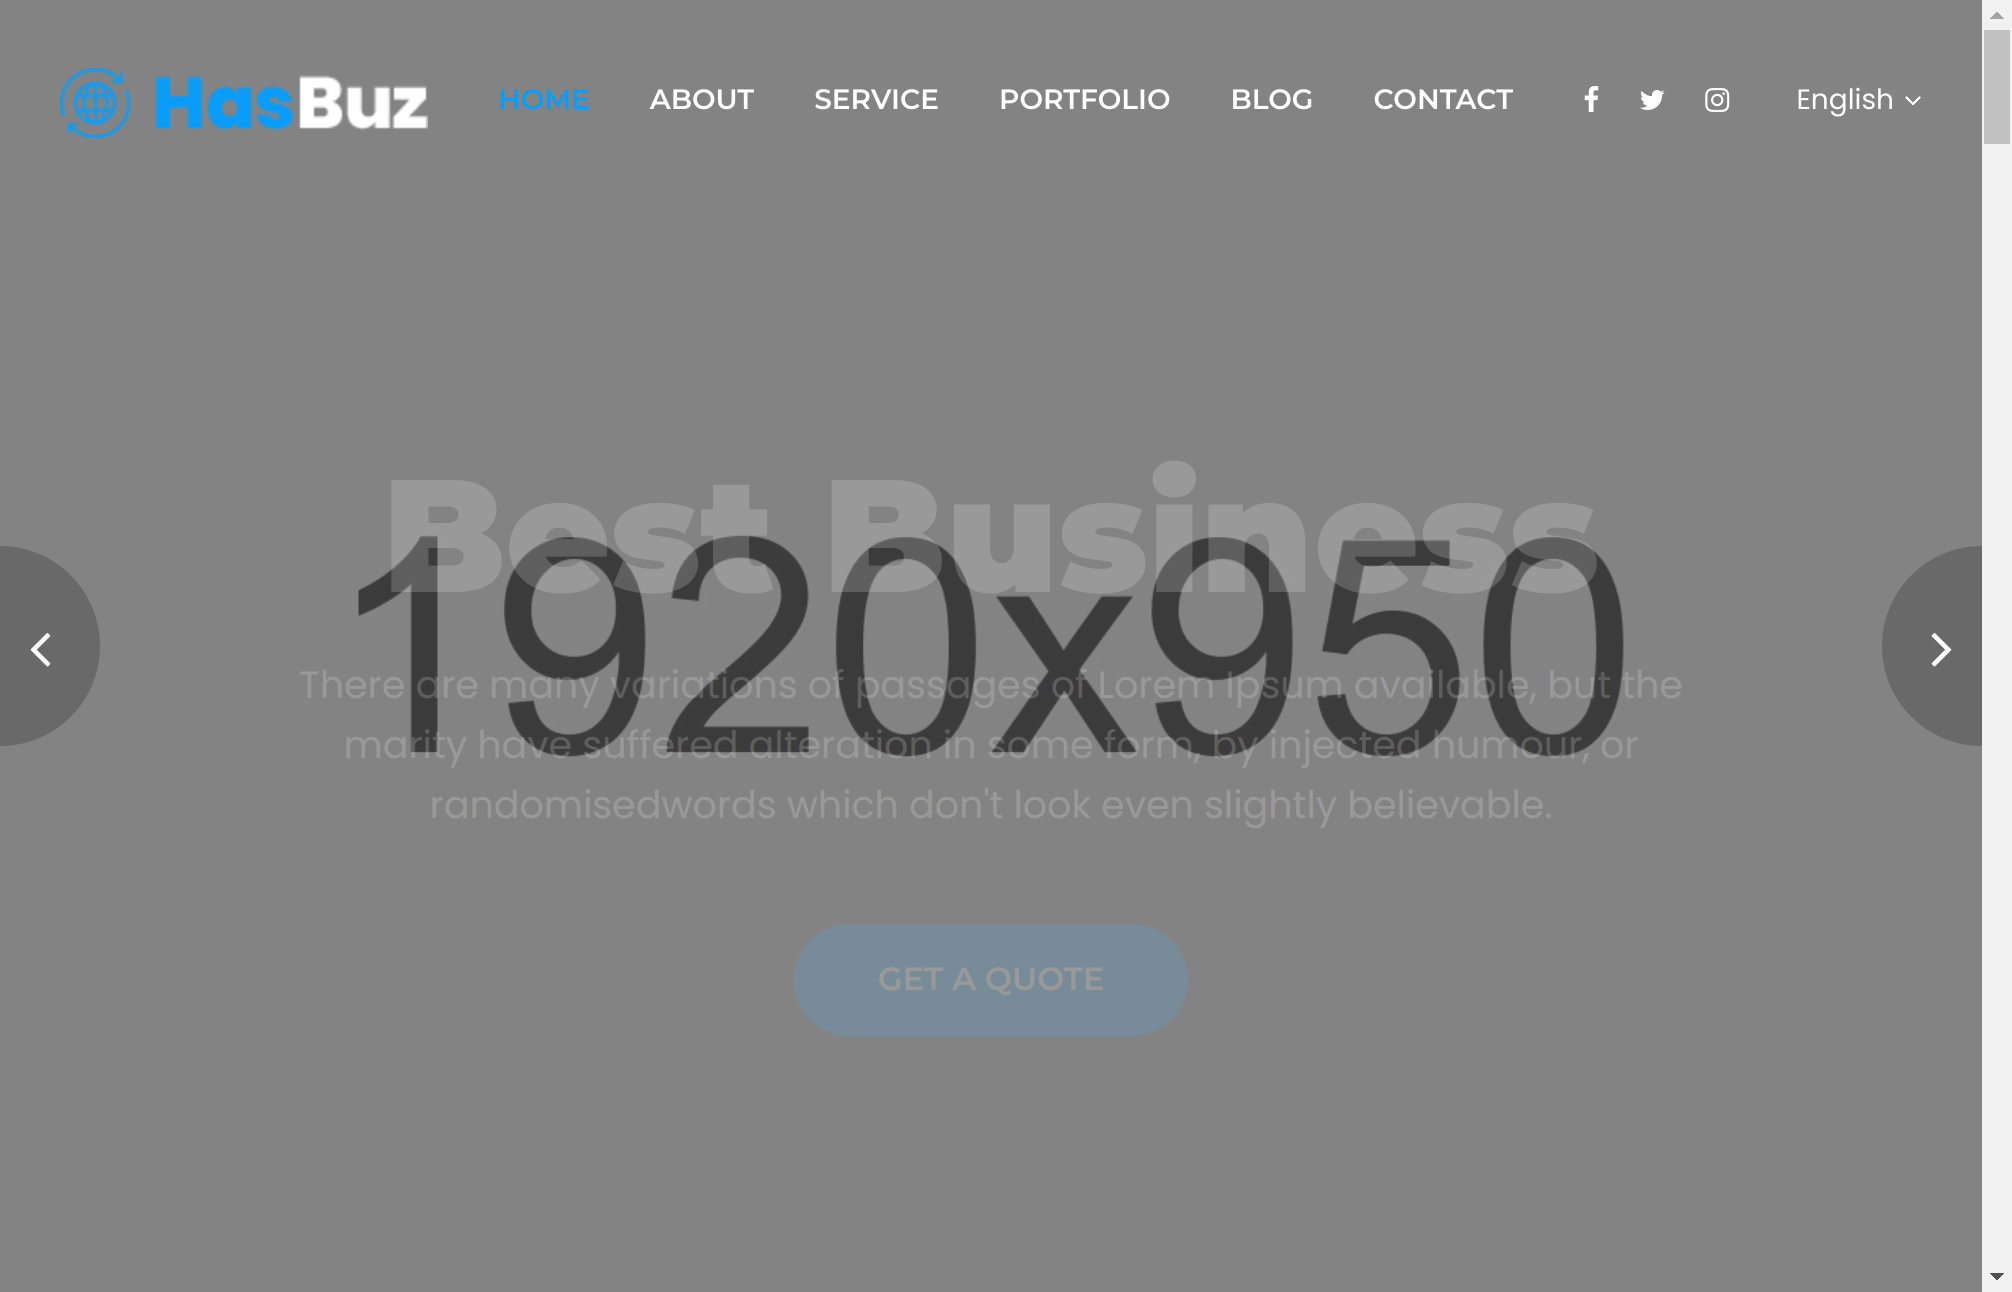 HasBuz
HOME ABOUT SERVICE PORTFOLIO BLOG CONTACT English
Best Business
1920x950
There are many variations of passages of Lorem Ipsum available, but the
marity have suffered alteration in some form, by injected humour, or
randomisedwords which don't look even slightly believable.
GET A QUOTE